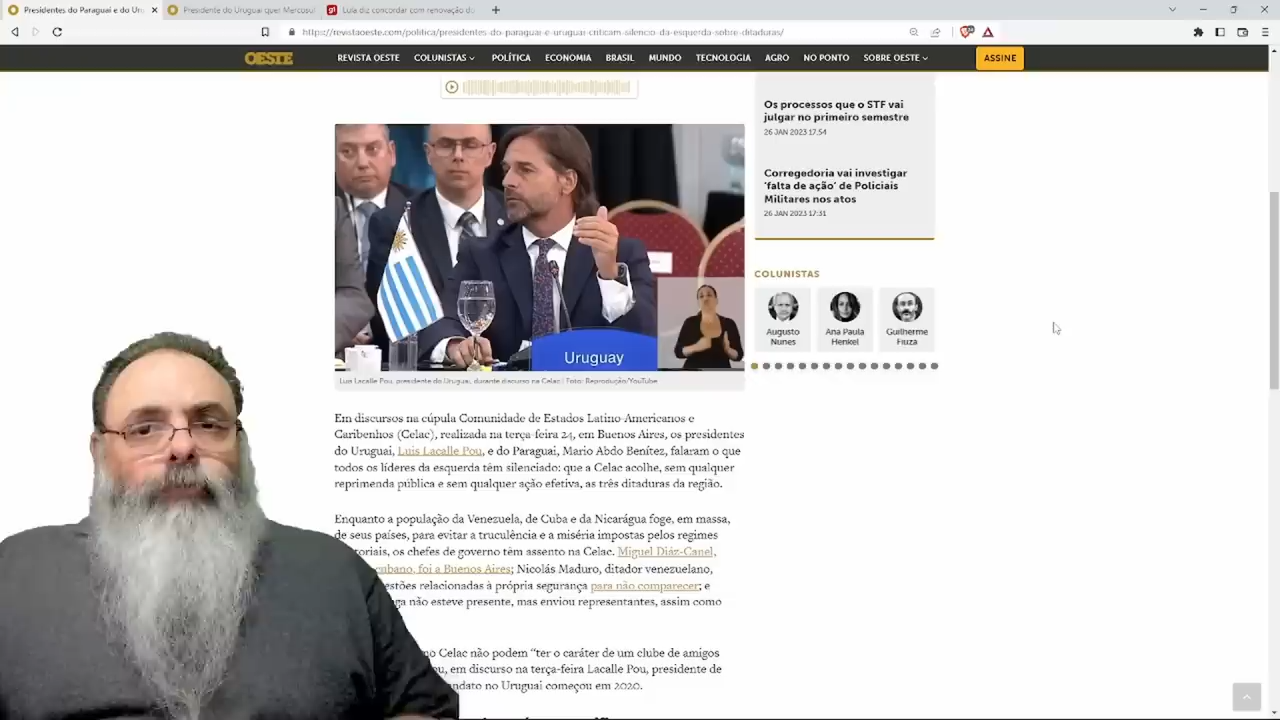 Presidentes do Paraguai e do Uru
Presidente do Uruguai quer Mercosul
Lula diz concordar com renovação do
https://revistaoeste.com/politica/presidentes-do-paraguai-e-uruguai-criticam-silencio-da-esquerda-sobre-ditaduras/
OESTE
REVISTA OESTE
COLUNISTAS
POLÍTICA
ECONOMIA
BRASIL
MUNDO
TECNOLOGIA
AGRO
NO PONTO
SOBRE OESTE
ASSINE
Uruguay
Luis Lacalle Pou, presidente do Uruguai, durante discurso na Celac | Foto: Reprodução/YouTube
Em discursos na cúpula Comunidade de Estados Latino-Americanos e
Caribenhos (Celac), realizada na terça-feira 24, em Buenos Aires, os presidentes
do Uruguai, Luis Lacalle Pou, e do Paraguai, Mario Abdo Benítez, falaram o que
todos os líderes da esquerda têm silenciado: que a Celac acolhe, sem qualquer
reprimenda pública e sem qualquer ação efetiva, as três ditaduras da região.
Enquanto a população da Venezuela, de Cuba e da Nicarágua foge, em massa,
de seus países, para evitar a truculência e a miséria impostas pelos regimes
toriais, os chefes de governo têm assento na Celac. Miguel Diáz-Canel,
cubano, foi a Buenos Aires; Nicolás Maduro, ditador venezuelano,
estões relacionadas à própria segurança para não comparecer; e
ga não esteve presente, mas enviou representantes, assim como
mo Celac não podem “ter o caráter de um clube de amigos
ou, em discurso na terça-feira Lacalle Pou, presidente de
ndato no Uruguai começou em 2020.
Os processos que o STF vai
julgar no primeiro semestre
26 JAN 2023 17:54
Corregedoria vai investigar
'falta de ação' de Policiais
Militares nos atos
26 JAN 2023 17:31
COLUNISTAS
Augusto
Nunes
Ana Paula
Henkel
Guilherme
Fiuza